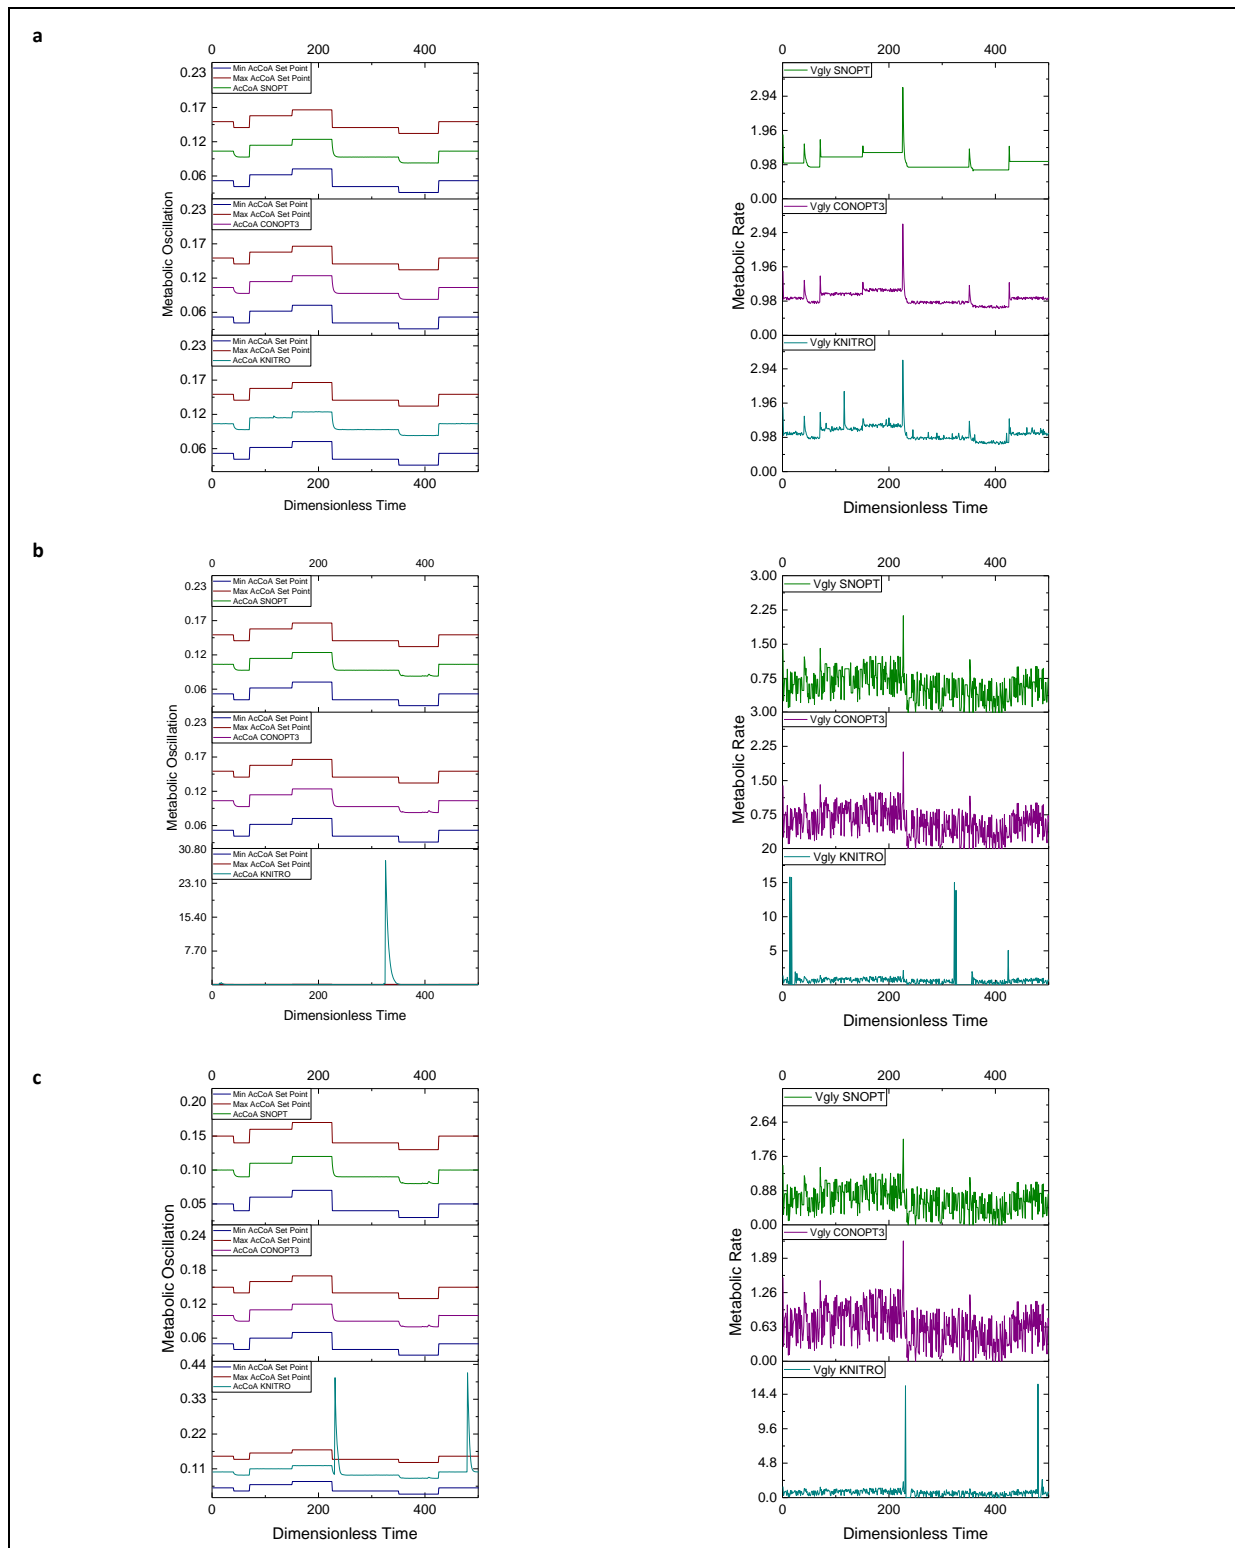 a
0 200 400
0.23
0.17
0.12
0.06
Min AcCoA Set Point
Max AcCoA Set Point
AcCoA SNOPT
0.23
0.17
0.12
0.06
Min AcCoA Set Point
Max AcCoA Set Point
AcCoA CONOPT3
0.23
0.17
0.12
0.06
Min AcCoA Set Point
Max AcCoA Set Point
AcCoA KNITRO
Metabolic Oscillation
0 200 400
Dimensionless Time
0 200 400
2.94
1.96
0.98
0.00
Vgly SNOPT
2.94
1.96
0.98
0.00
Vgly CONOPT3
2.94
1.96
0.98
0.00
Vgly KNITRO
Metabolic Rate
0 200 400
Dimensionless Time
b
0 200 400
0.23
0.17
0.12
0.06
Min AcCoA Set Point
Max AcCoA Set Point
AcCoA SNOPT
0.23
0.17
0.12
0.06
Min AcCoA Set Point
Max AcCoA Set Point
AcCoA CONOPT3
30.80
23.10
15.40
7.70
Min AcCoA Set Point
Max AcCoA Set Point
AcCoA KNITRO
Metabolic Oscillation
0 200 400
Dimensionless Time
0 200 400
3.00
2.25
1.50
0.75
Vgly SNOPT
3.00
2.25
1.50
0.75
Vgly CONOPT3
20
15
10
5
Vgly KNITRO
Metabolic Rate
0 200 400
Dimensionless Time
c
0 200 400
0.20
0.15
0.10
0.05
Min AcCoA Set Point
Max AcCoA Set Point
AcCoA SNOPT
0.24
0.18
0.12
0.06
Min AcCoA Set Point
Max AcCoA Set Point
AcCoA CONOPT3
0.44
0.33
0.22
0.11
Min AcCoA Set Point
Max AcCoA Set Point
AcCoA KNITRO
Metabolic Oscillation
0 200 400
Dimensionless Time
0 200 400
2.64
1.76
0.88
0.00
Vgly SNOPT
1.89
1.26
0.63
0.00
Vgly CONOPT3
14.4
9.6
4.8
0.0
Vgly KNITRO
Metabolic Rate
0 200 400
Dimensionless Time